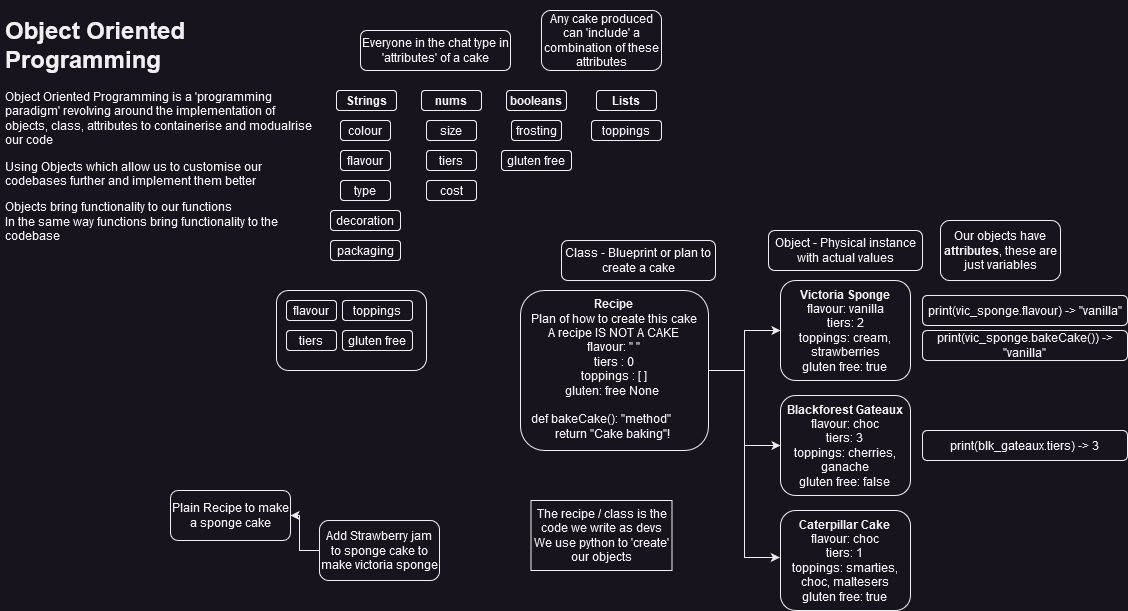 Object Oriented
Programming
Object Oriented Programming is a 'programming
paradigm' revolving around the implementation of
objects, class, attributes to containerise and modualrise
our code
Using Objects which allow us to customise our
codebases further and implement them better
Objects bring functionality to our functions
In the same way functions bring functionality to the
codebase
Everyone in the chat type in
'attributes' of a cake
Any cake produced
can 'include' a
combination of these
attributes
Strings
nums
booleans
Lists
colour
size
frosting
toppings
flavour
tiers
gluten free
type
cost
decoration
packaging
flavour
toppings
tiers
gluten free
Class - Blueprint or plan to
create a cake
Recipe
Plan of how to create this cake
A recipe IS NOT A CAKE
flavour: " "
tiers : 0
toppings : [ ]
gluten: free None
def bakeCake(): "method"
return "Cake baking"!
Object - Physical instance
with actual values
Our objects have
attributes, these are
just variables
Victoria Sponge
flavour: vanilla
tiers: 2
toppings: cream,
strawberries
gluten free: true
print(vic_sponge.flavour) -> "vanilla"
print(vic_sponge.bakeCake()) ->
"vanilla"
Blackforest Gateaux
flavour: choc
tiers: 3
toppings: cherries,
ganache
gluten free: false
print(blk_gateaux.tiers) -> 3
Caterpillar Cake
flavour: choc
tiers: 1
toppings: smarties,
choc, maltesers
gluten free: true
Plain Recipe to make
a sponge cake
Add Strawberry jam
to sponge cake to
make victoria sponge
The recipe / class is the
code we write as devs
We use python to 'create'
our objects